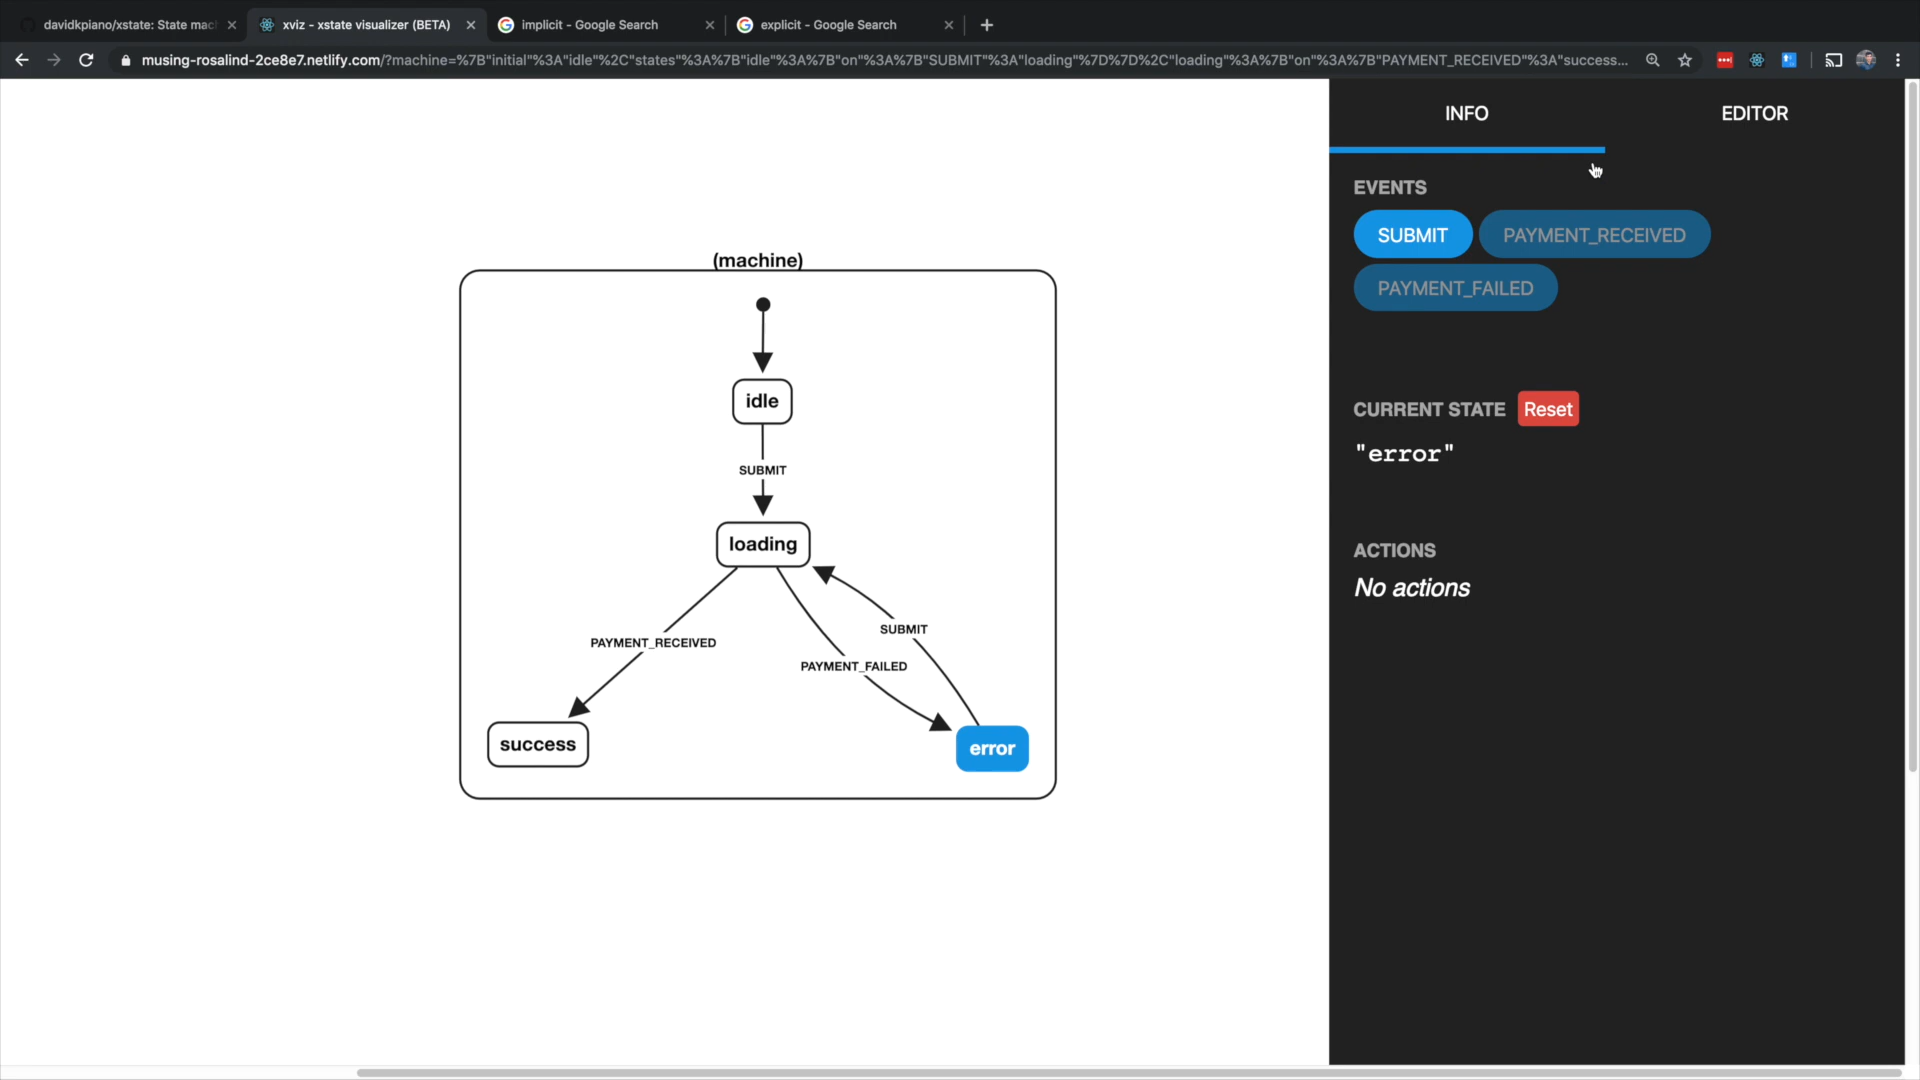 davidkpiano/xstate: State mac
xviz - xstate visualizer (BETA)
implicit - Google Search
explicit - Google Search
musing-rosalind-2ce8e7.netlify.com/?machine=%7B"initial"%3A"idle"%2C"states"%3A%7B"idle"%3A%7B"on"%3A%7B"SUBMIT"%3A"loading"%7D%7D%2C"loading"%3A%7B"on"%3A%7B"PAYMENT_RECEIVED"%3A"success...
INFO
EDITOR
EVENTS
SUBMIT
PAYMENT_RECEIVED
PAYMENT_FAILED
CURRENT STATE
Reset
"error"
ACTIONS
No actions
(machine)
idle
SUBMIT
loading
SUBMIT
PAYMENT_RECEIVED
PAYMENT_FAILED
success
error